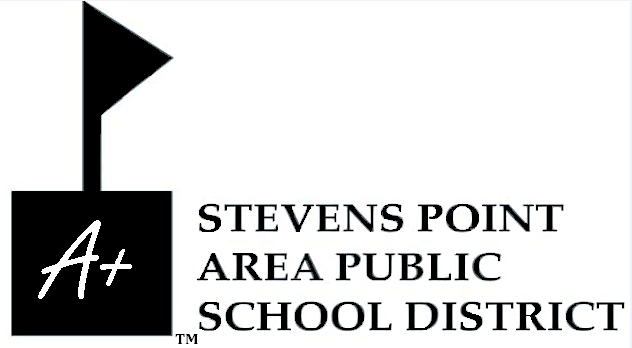 A+
TM
STEVENS POINT
AREA PUBLIC
SCHOOL DISTRICT